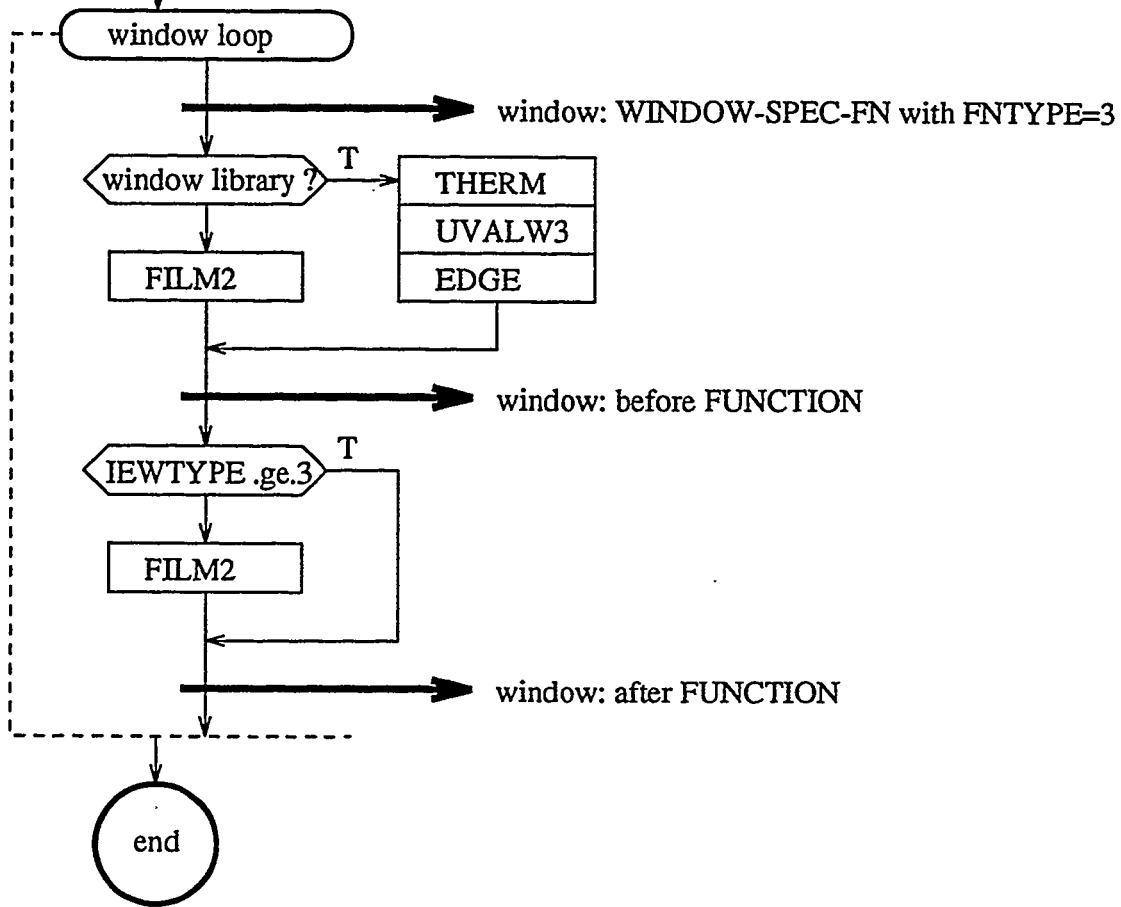 window loop
window: WINDOW-SPEC-FN with FNTYPE=3
window library ?
T
THERM
UVALW3
EDGE
FILM2
window: before FUNCTION
IEWTYPE .ge.3
T
FILM2
window: after FUNCTION
end